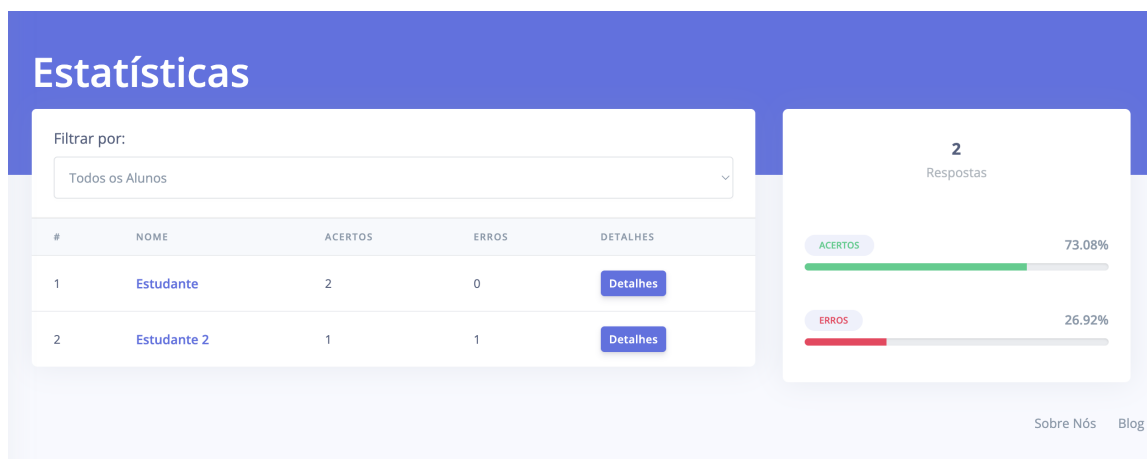 Estatísticas
Filtrar por:
Todos os Alunos
# NOME ACERTOS ERROS DETALHES
1 Estudante 2 0 Detalhes
2 Estudante 2 1 1 Detalhes
2
Respostas
ACERTOS 73.08%
ERROS 26.92%
Sobre Nós Blog